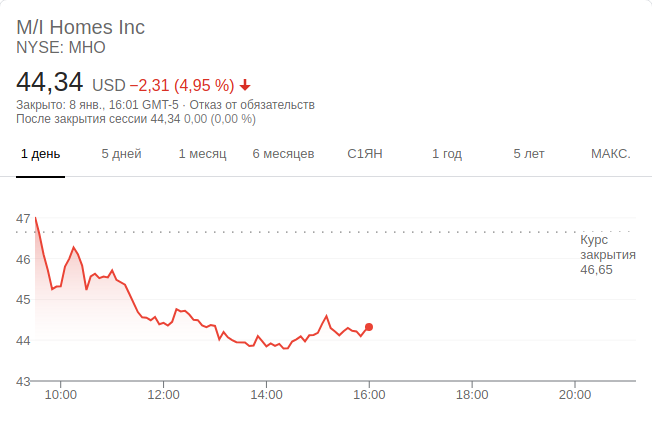 M/I Homes Inc
NYSE: MHO
44,34 USD −2,31 (4,95 %)
Закрыто: 8 янв., 16:01 GMT-5 · Отказ от обязательств
После закрытия сессии 44,34 0,00 (0,00 %)
1 день 5 дней 1 месяц 6 месяцев С1ЯН 1 год 5 лет МАКС.
47
Курс
закрытия
46,65
46
45
44
43
10:00 12:00 14:00 16:00 18:00 20:00